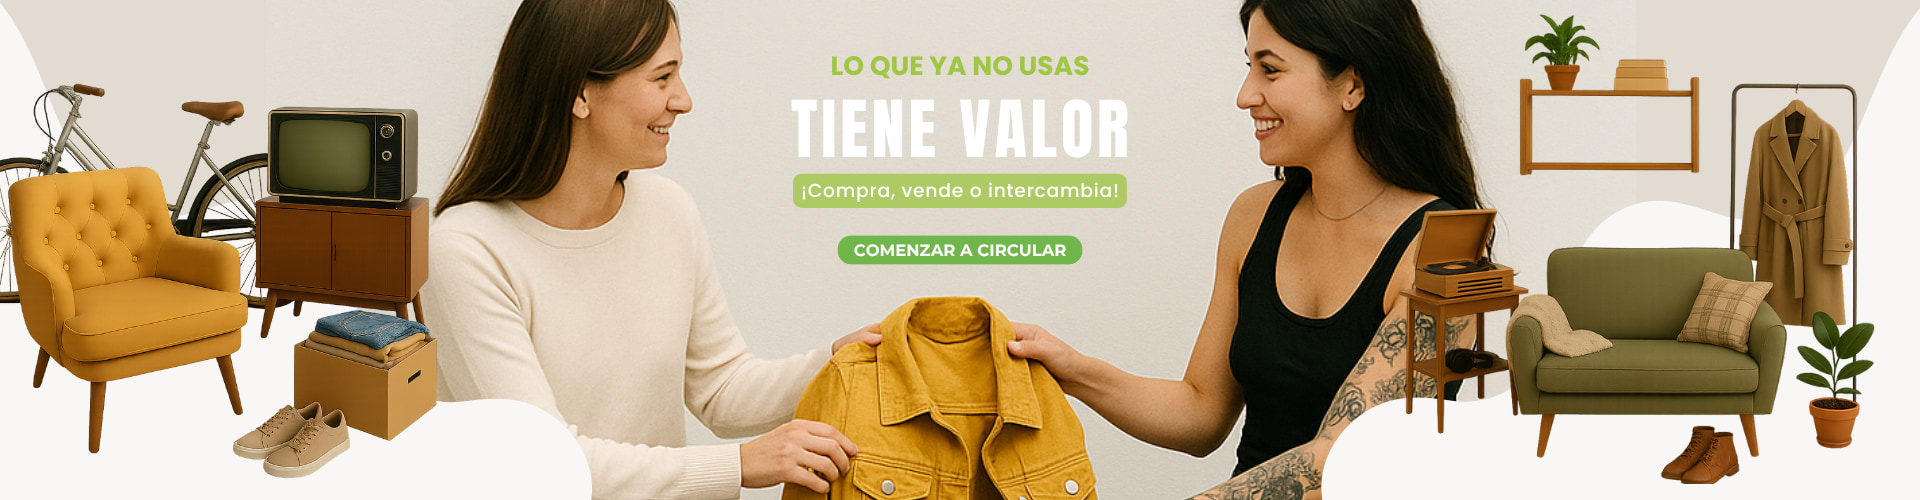 LO QUE YA NO USAS
TIENE VALOR
¡Compra, vende o intercambia!
COMENZAR A CIRCULAR